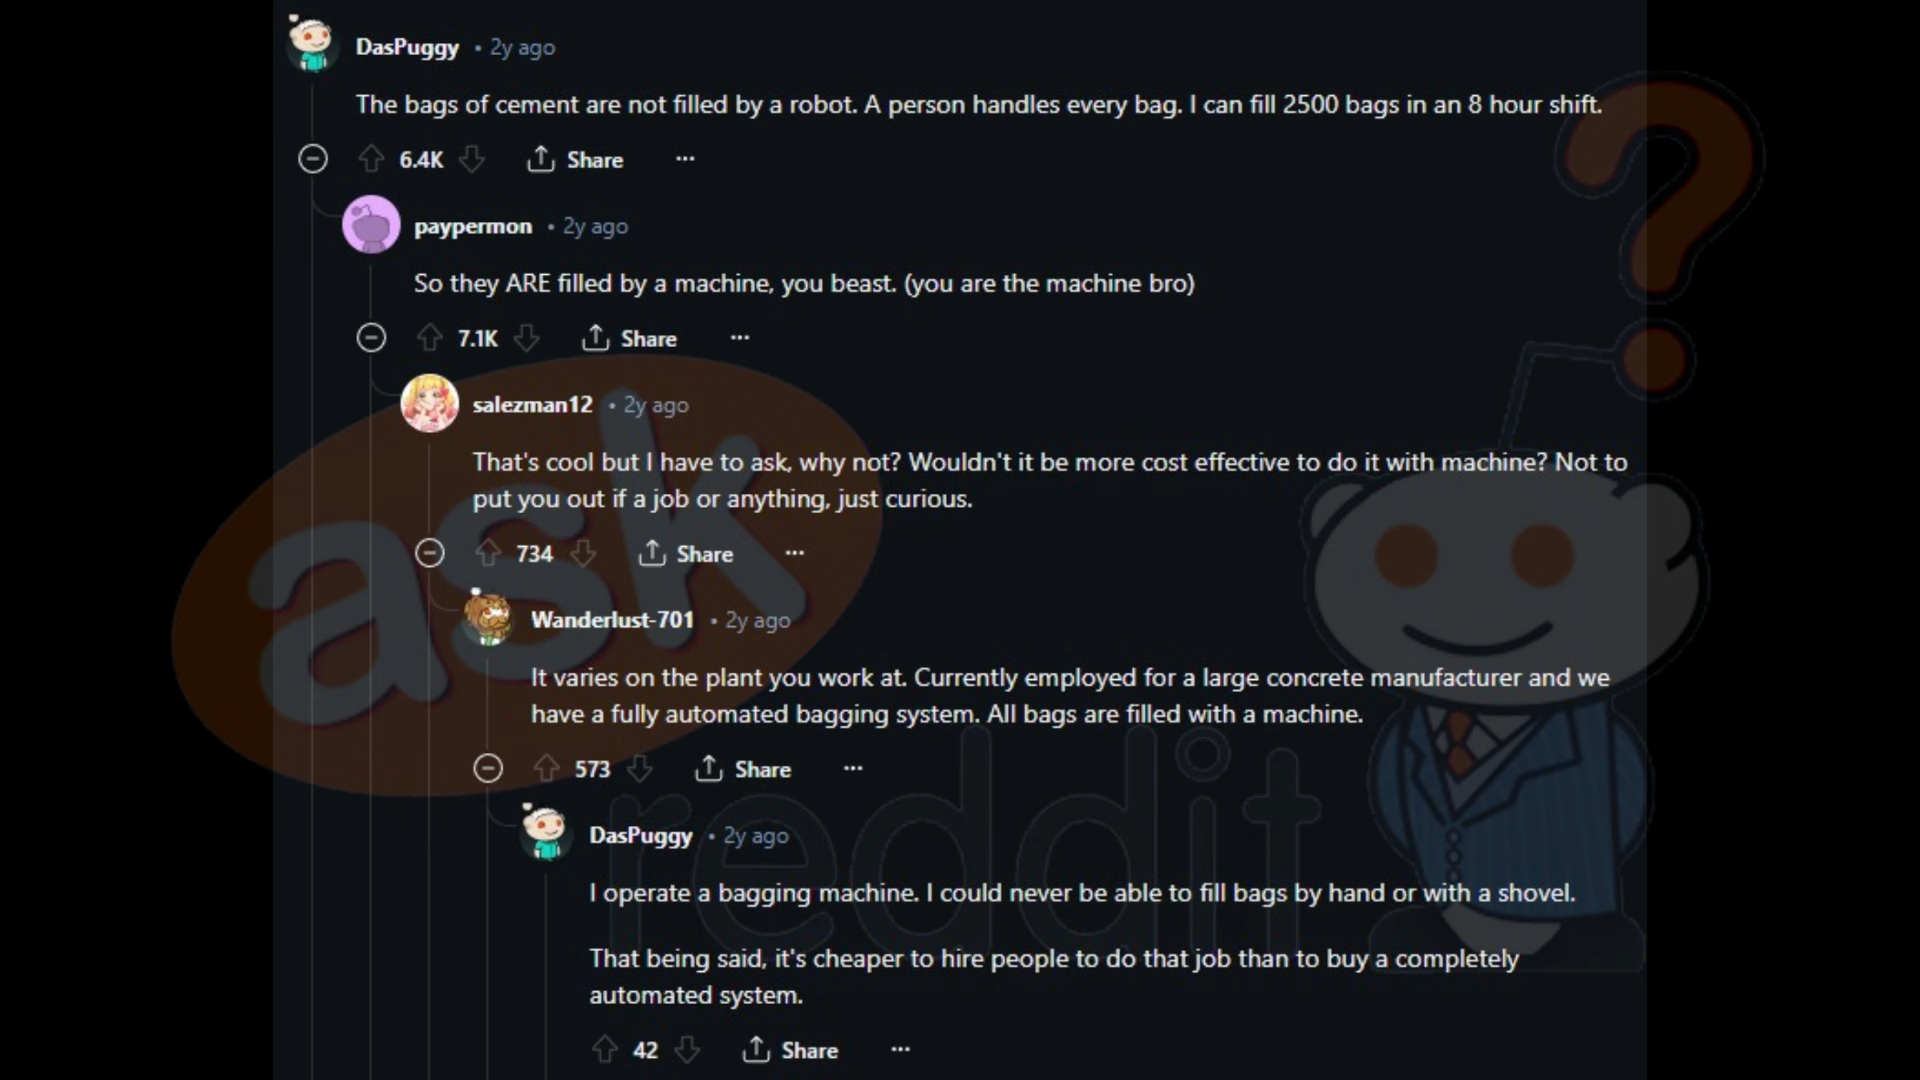 DasPuggy • 2y ago
The bags of cement are not filled by a robot. A person handles every bag. I can fill 2500 bags in an 8 hour shift.
6.4K Share ...
paypermon • 2y ago
So they ARE filled by a machine, you beast. (you are the machine bro)
7.1K Share ...
salezman12 • 2y ago
That's cool but I have to ask, why not? Wouldn't it be more cost effective to do it with machine? Not to
put you out if a job or anything, just curious.
734 Share ...
Wanderlust-701 • 2y ago
It varies on the plant you work at. Currently employed for a large concrete manufacturer and we
have a fully automated bagging system. All bags are filled with a machine.
573 Share ...
DasPuggy • 2y ago
I operate a bagging machine. I could never be able to fill bags by hand or with a shovel.
That being said, it's cheaper to hire people to do that job than to buy a completely
automated system.
42 Share ...
ask
reddit
?